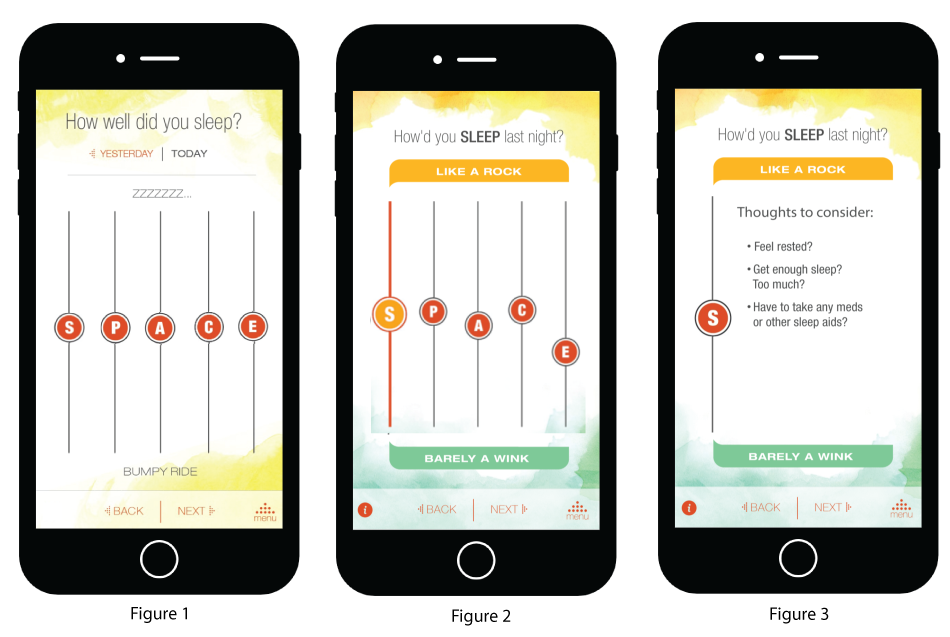 How well did you sleep?
YESTERDAY | TODAY
ZZZZZZZ...
S P A C E
BUMPY RIDE
BACK | NEXT
menu
Figure 1
How'd you SLEEP last night?
LIKE A ROCK
S P A C E
BARELY A WINK
i BACK | NEXT
menu
Figure 2
How'd you SLEEP last night?
LIKE A ROCK
Thoughts to consider:
• Feel rested?
• Get enough sleep?
Too much?
• Have to take any meds
or other sleep aids?
S
BARELY A WINK
i BACK | NEXT
menu
Figure 3